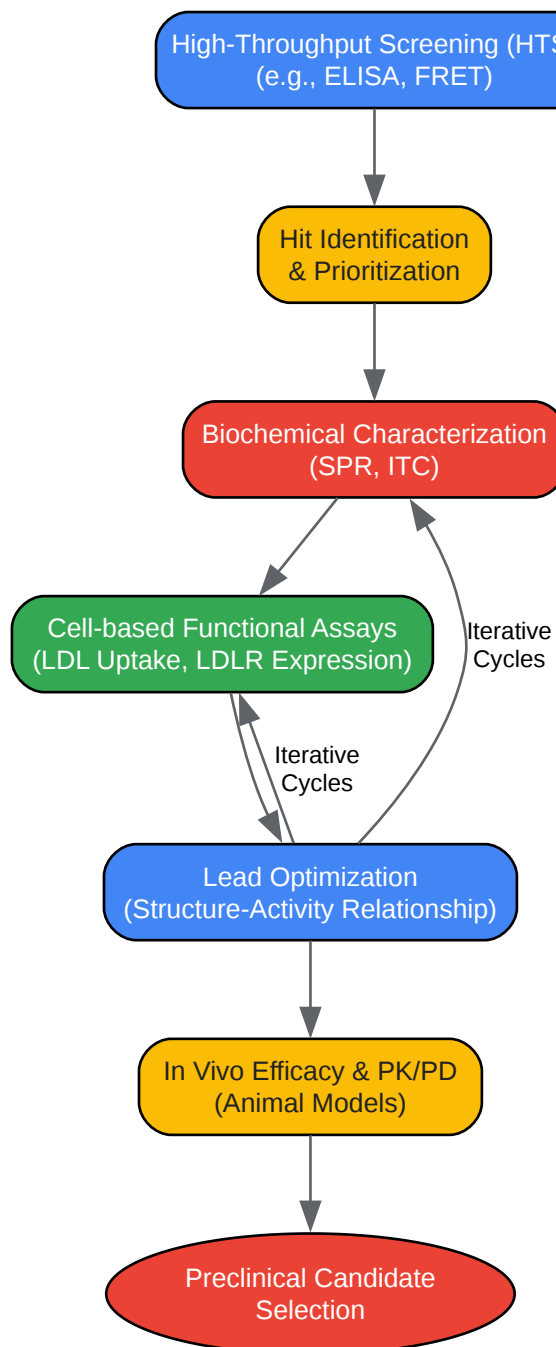 High-Throughput Screening (HTS
(e.g., ELISA, FRET)
Hit Identification
& Prioritization
Biochemical Characterization
(SPR, ITC)
Cell-based Functional Assays
(LDL Uptake, LDLR Expression)
Iterative
Cycles
Iterative
Cycles
Lead Optimization
(Structure-Activity Relationship)
In Vivo Efficacy & PK/PD
(Animal Models)
Preclinical Candidate
Selection